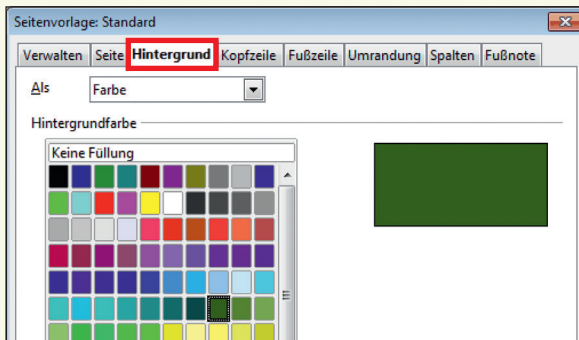 Seitenvorlage: Standard
Verwalten Seite Hintergrund Kopfzeile Fußzeile Umrandung Spalten Fußnote
Als Farbe
Hintergrundfarbe
Keine Füllung